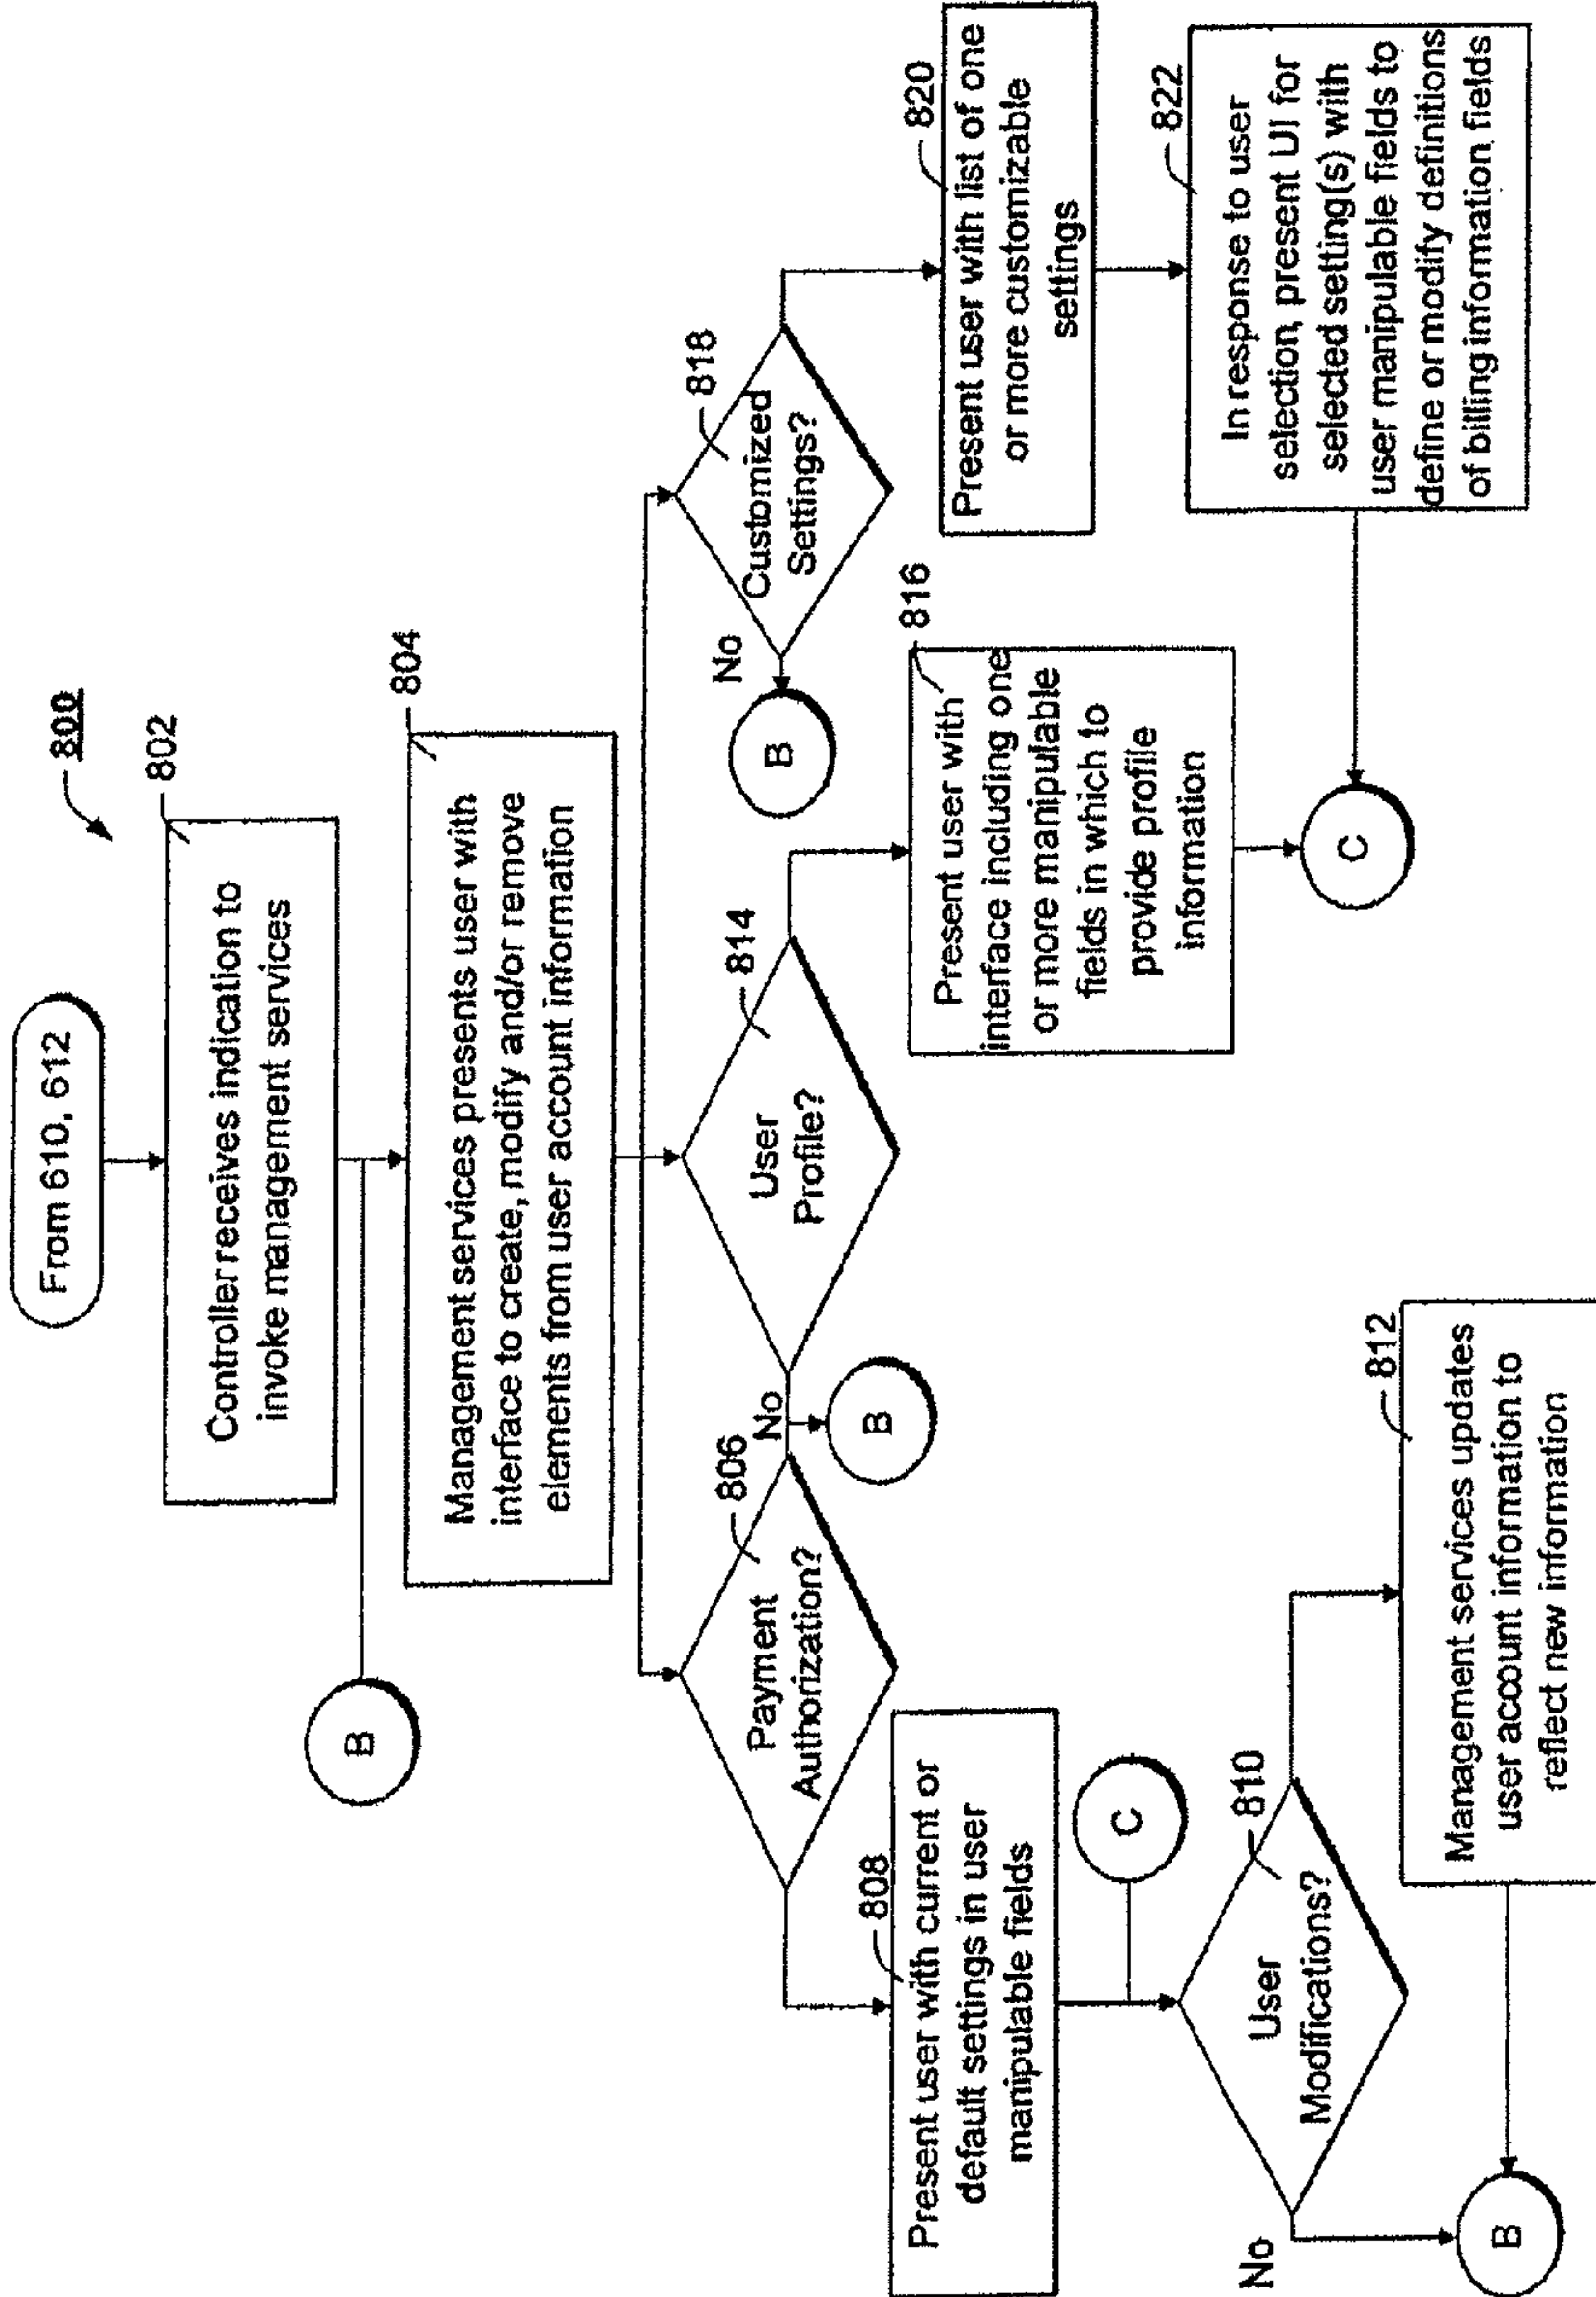 From 610, 612
800
802
Controller receives indication to
invoke management services
B
804
Management services presents user with
interface to create, modify and/or remove
elements from user account information
806
Payment
Authorization?
No
B
814
User
Profile?
818
Customized
Settings?
No
B
808
Present user with current or
default settings in user
manipulable fields
C
810
User
Modifications?
No
B
812
Management services updates
user account information to
reflect new information
816
Present user with
interface including one
or more manipulable
fields in which to
provide profile
information
C
820
Present user with list of one
or more customizable
settings
822
In response to user
selection, present UI for
selected setting(s) with
user manipulable fields to
define or modify definitions
of billing information fields